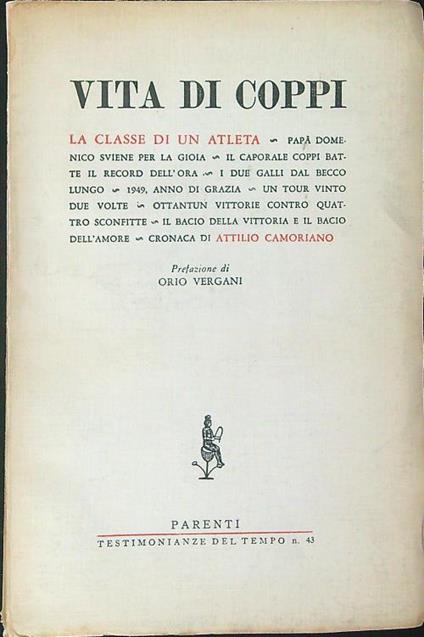 VITA DI COPPI
LA CLASSE DI UN ATLETA ~ PAPÀ DOME-
NICO SVIENE PER LA GIOIA ~ IL CAPORALE COPPI BAT-
TE IL RECORD DELL'ORA ~ I DUE GALLI DAL BECCO
LUNGO ~ 1949, ANNO DI GRAZIA ~ UN TOUR VINTO
DUE VOLTE ~ OTTANTUN VITTORIE CONTRO QUAT-
TRO SCONFITTE ~ IL BACIO DELLA VITTORIA E IL BACIO
DELL'AMORE ~ CRONACA DI ATTILIO CAMORIANO
Prefazione di
ORIO VERGANI
PARENTI
TESTIMONIANZE DEL TEMPO n. 43